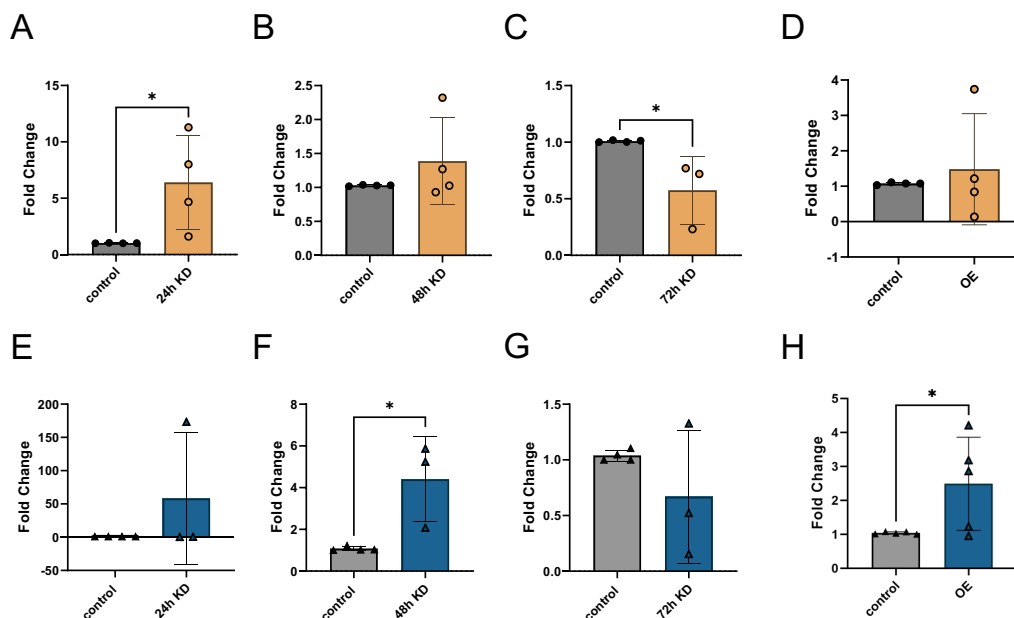 A
Fold Change
15
10
5
0
*
control
24h KD
B
Fold Change
2.5
2.0
1.5
1.0
0.5
0.0
control
48h KD
C
Fold Change
1.5
1.0
0.5
0.0
*
control
72h KD
D
Fold Change
4
3
2
1
0
-1
control
OE
E
Fold Change
200
150
100
50
0
-50
control
24h KD
F
Fold Change
8
6
4
2
0
*
control
48h KD
G
Fold Change
1.5
1.0
0.5
0.0
control
72h KD
H
Fold Change
5
4
3
2
1
0
*
control
OE